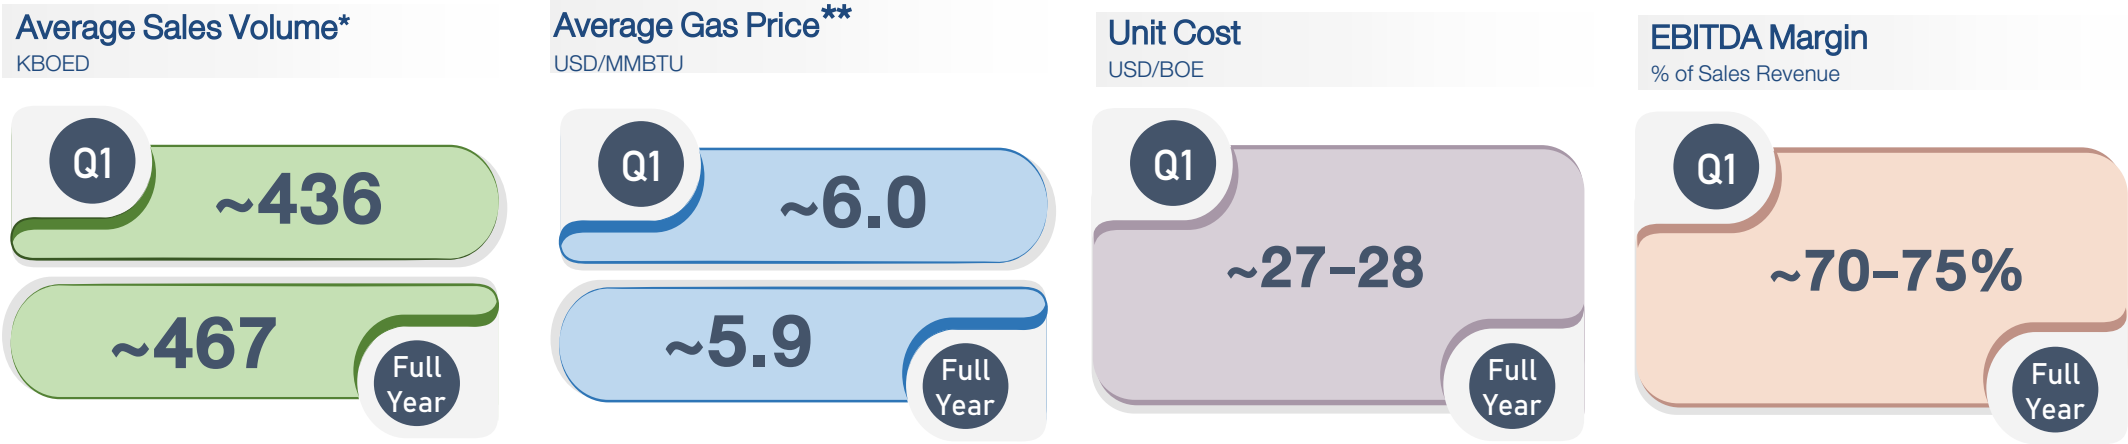 Average Sales Volume*
KBOED
Q1
~436
~467
Full
Year
Average Gas Price**
USD/MMBTU
Q1
~6.0
~5.9
Full
Year
Unit Cost
USD/BOE
Q1
~27–28
Full
Year
EBITDA Margin
% of Sales Revenue
Q1
~70–75%
Full
Year